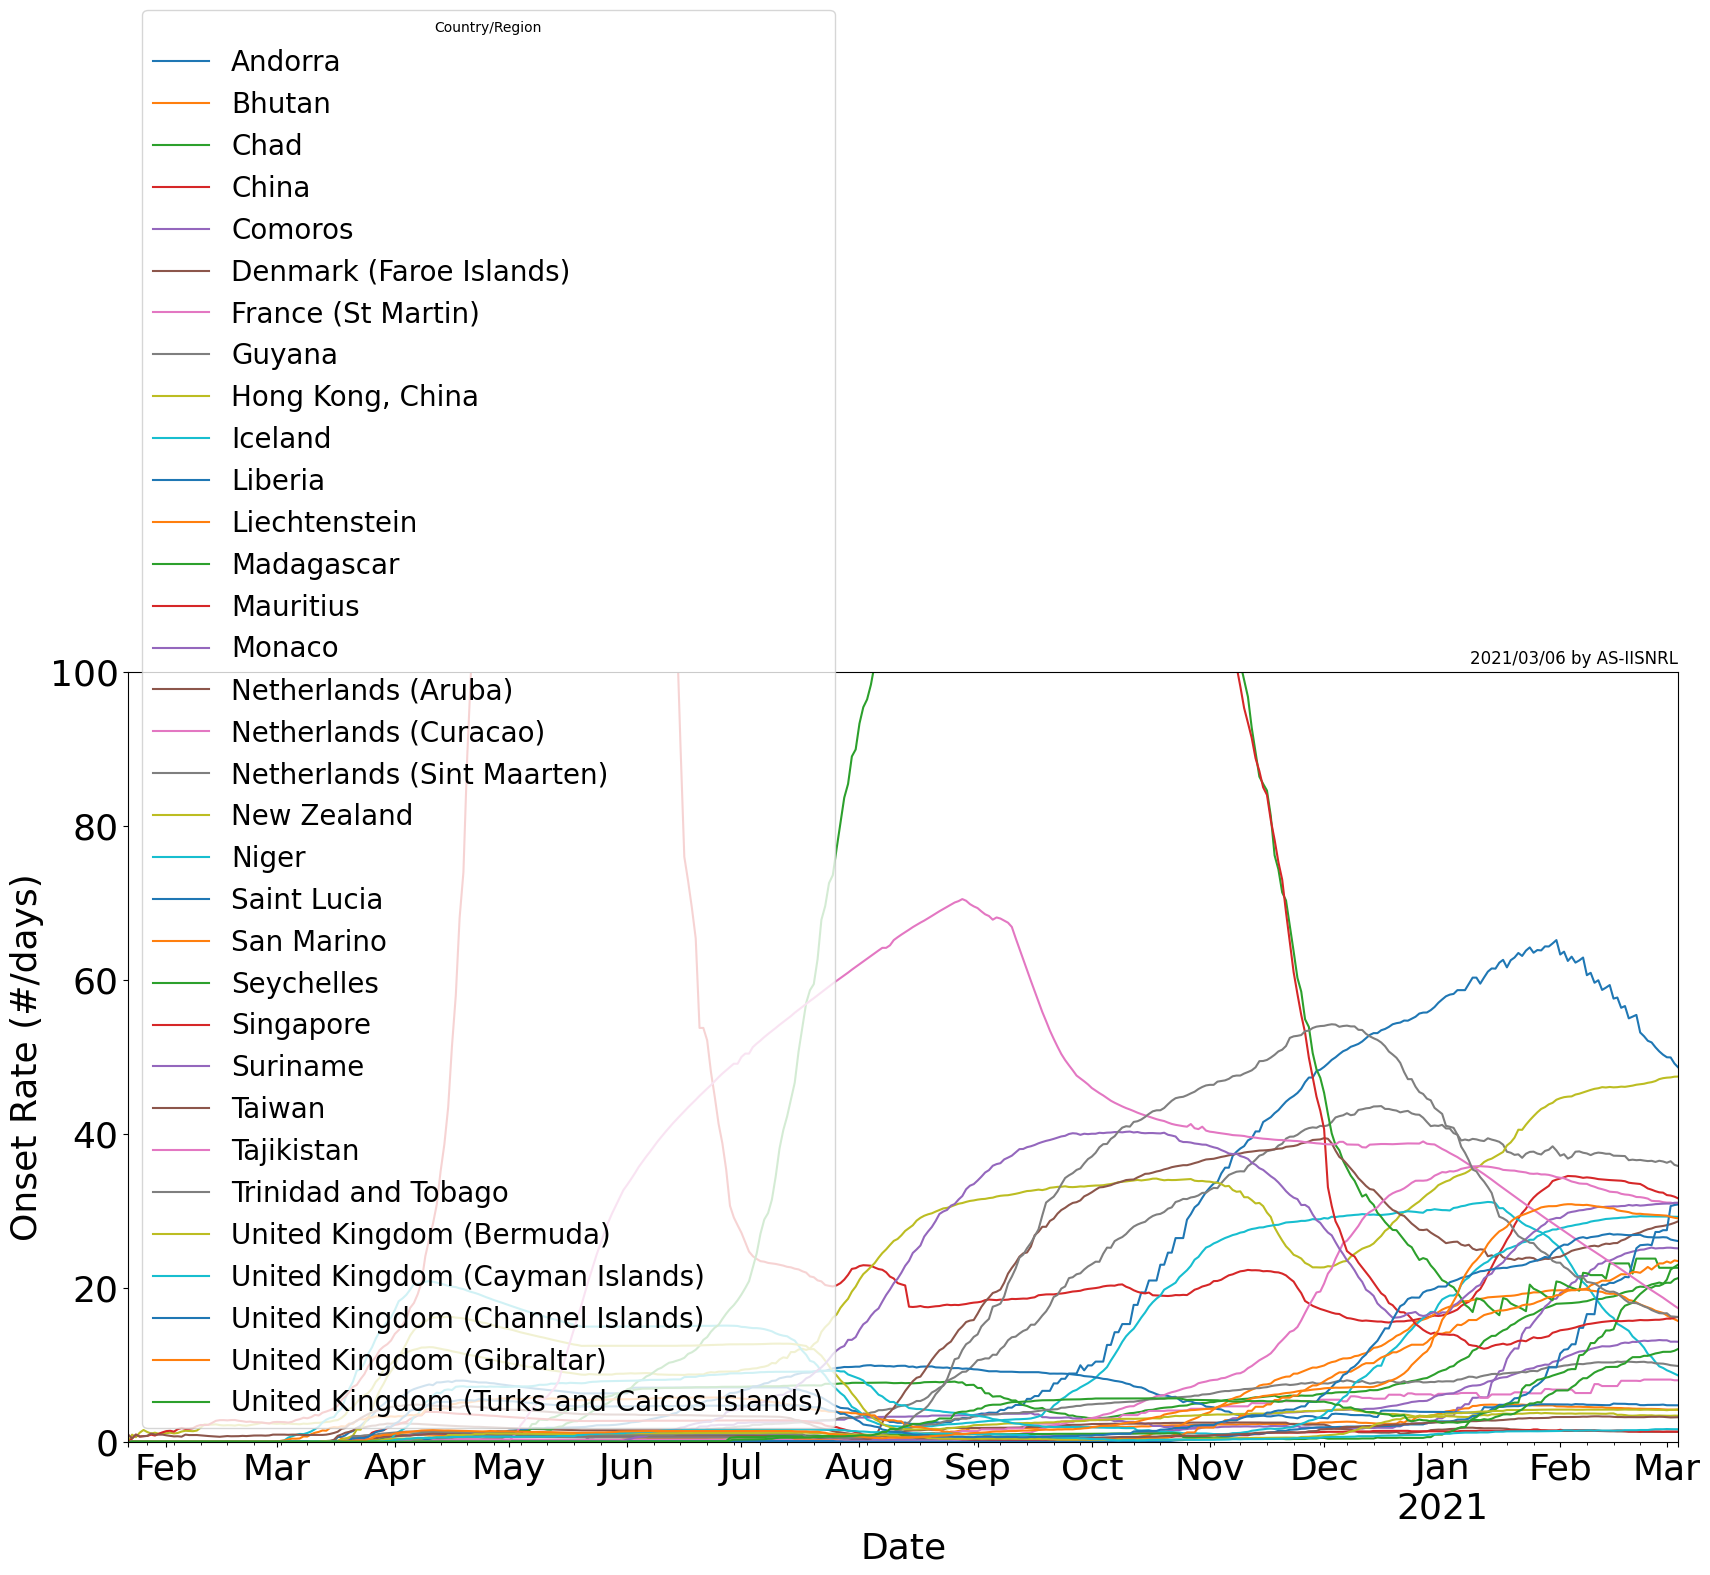 Country/Region
Andorra
Bhutan
Chad
China
Comoros
Denmark (Faroe Islands)
France (St Martin)
Guyana
Hong Kong, China
Iceland
Liberia
Liechtenstein
Madagascar
Mauritius
Monaco
Netherlands (Aruba)
Netherlands (Curacao)
Netherlands (Sint Maarten)
New Zealand
Niger
Saint Lucia
San Marino
Seychelles
Singapore
Suriname
Taiwan
Tajikistan
Trinidad and Tobago
United Kingdom (Bermuda)
United Kingdom (Cayman Islands)
United Kingdom (Channel Islands)
United Kingdom (Gibraltar)
United Kingdom (Turks and Caicos Islands)
2021/03/06 by AS-IISNRL
100
80
60
40
20
0
Onset Rate (#/days)
Feb Mar Apr May Jun Jul Aug Sep Oct Nov Dec Jan Feb Mar
2021
Date